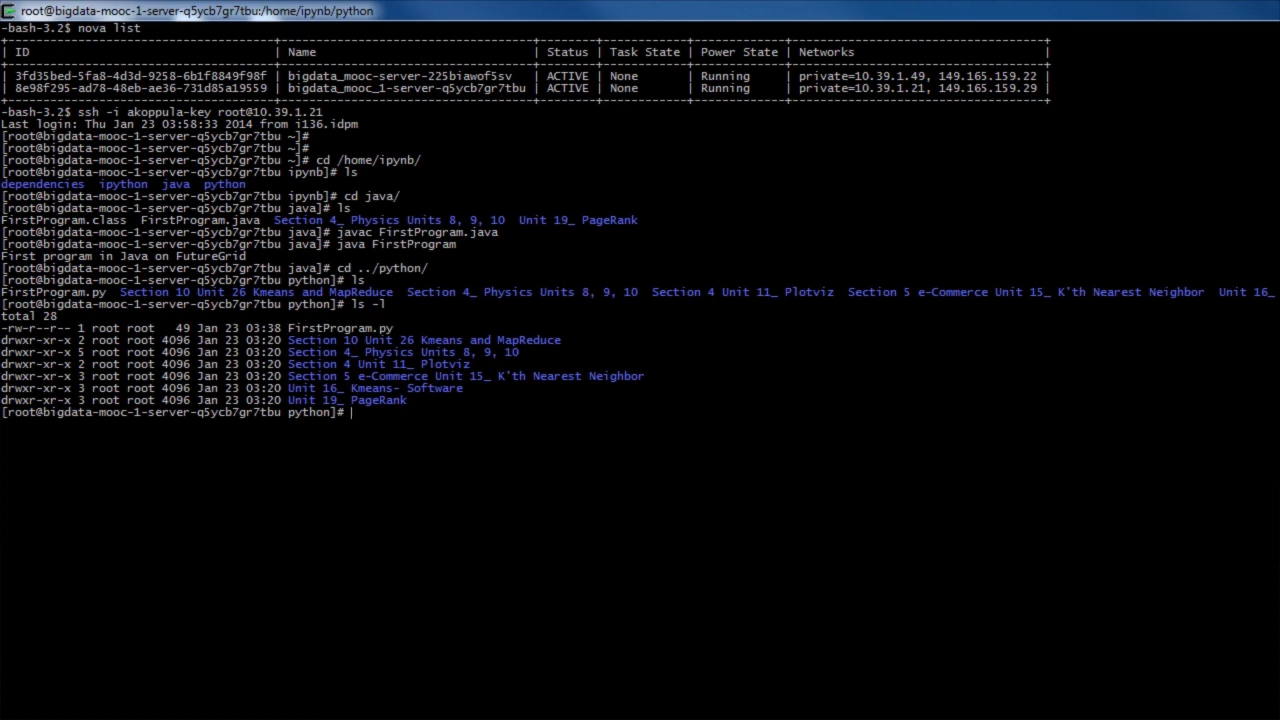 root@bigdata-mooc-1-server-q5ycb7gr7tbu:/home/ipynb/python
-bash-3.2$ nova list
+--------------------------------------+--------------------------------------+--------+------------+-------------+------------------------------------+
| ID | Name | Status | Task State | Power State | Networks |
+--------------------------------------+--------------------------------------+--------+------------+-------------+------------------------------------+
| 3fd35bed-5fa8-4d3d-9258-6b1f8849f98f | bigdata_mooc-server-225biawof5sv | ACTIVE | None | Running | private=10.39.1.49, 149.165.159.22 |
| 8e98f295-ad78-48eb-ae36-731d85a19559 | bigdata_mooc_1-server-q5ycb7gr7tbu | ACTIVE | None | Running | private=10.39.1.21, 149.165.159.29 |
+--------------------------------------+--------------------------------------+--------+------------+-------------+------------------------------------+
-bash-3.2$ ssh -i akoppula-key root@10.39.1.21
Last login: Thu Jan 23 03:58:33 2014 from i136.idpm
[root@bigdata-mooc-1-server-q5ycb7gr7tbu ~]#
[root@bigdata-mooc-1-server-q5ycb7gr7tbu ~]#
[root@bigdata-mooc-1-server-q5ycb7gr7tbu ~]# cd /home/ipynb/
[root@bigdata-mooc-1-server-q5ycb7gr7tbu ipynb]# ls
dependencies ipython java python
[root@bigdata-mooc-1-server-q5ycb7gr7tbu ipynb]# cd java/
[root@bigdata-mooc-1-server-q5ycb7gr7tbu java]# ls
FirstProgram.class FirstProgram.java Section 4_ Physics Units 8, 9, 10 Unit 19_ PageRank
[root@bigdata-mooc-1-server-q5ycb7gr7tbu java]# javac FirstProgram.java
[root@bigdata-mooc-1-server-q5ycb7gr7tbu java]# java FirstProgram
First program in Java on FutureGrid
[root@bigdata-mooc-1-server-q5ycb7gr7tbu java]# cd ../python/
[root@bigdata-mooc-1-server-q5ycb7gr7tbu python]# ls
FirstProgram.py Section 10 Unit 26 Kmeans and MapReduce Section 4_ Physics Units 8, 9, 10 Section 4 Unit 11_ Plotviz Section 5 e-Commerce Unit 15_ K'th Nearest Neighbor Unit 16_
[root@bigdata-mooc-1-server-q5ycb7gr7tbu python]# ls -l
total 28
-rw-r--r-- 1 root root 49 Jan 23 03:38 FirstProgram.py
drwxr-xr-x 2 root root 4096 Jan 23 03:20 Section 10 Unit 26 Kmeans and MapReduce
drwxr-xr-x 5 root root 4096 Jan 23 03:20 Section 4_ Physics Units 8, 9, 10
drwxr-xr-x 2 root root 4096 Jan 23 03:20 Section 4 Unit 11_ Plotviz
drwxr-xr-x 3 root root 4096 Jan 23 03:20 Section 5 e-Commerce Unit 15_ K'th Nearest Neighbor
drwxr-xr-x 3 root root 4096 Jan 23 03:20 Unit 16_ Kmeans- Software
drwxr-xr-x 3 root root 4096 Jan 23 03:20 Unit 19_ PageRank
[root@bigdata-mooc-1-server-q5ycb7gr7tbu python]#